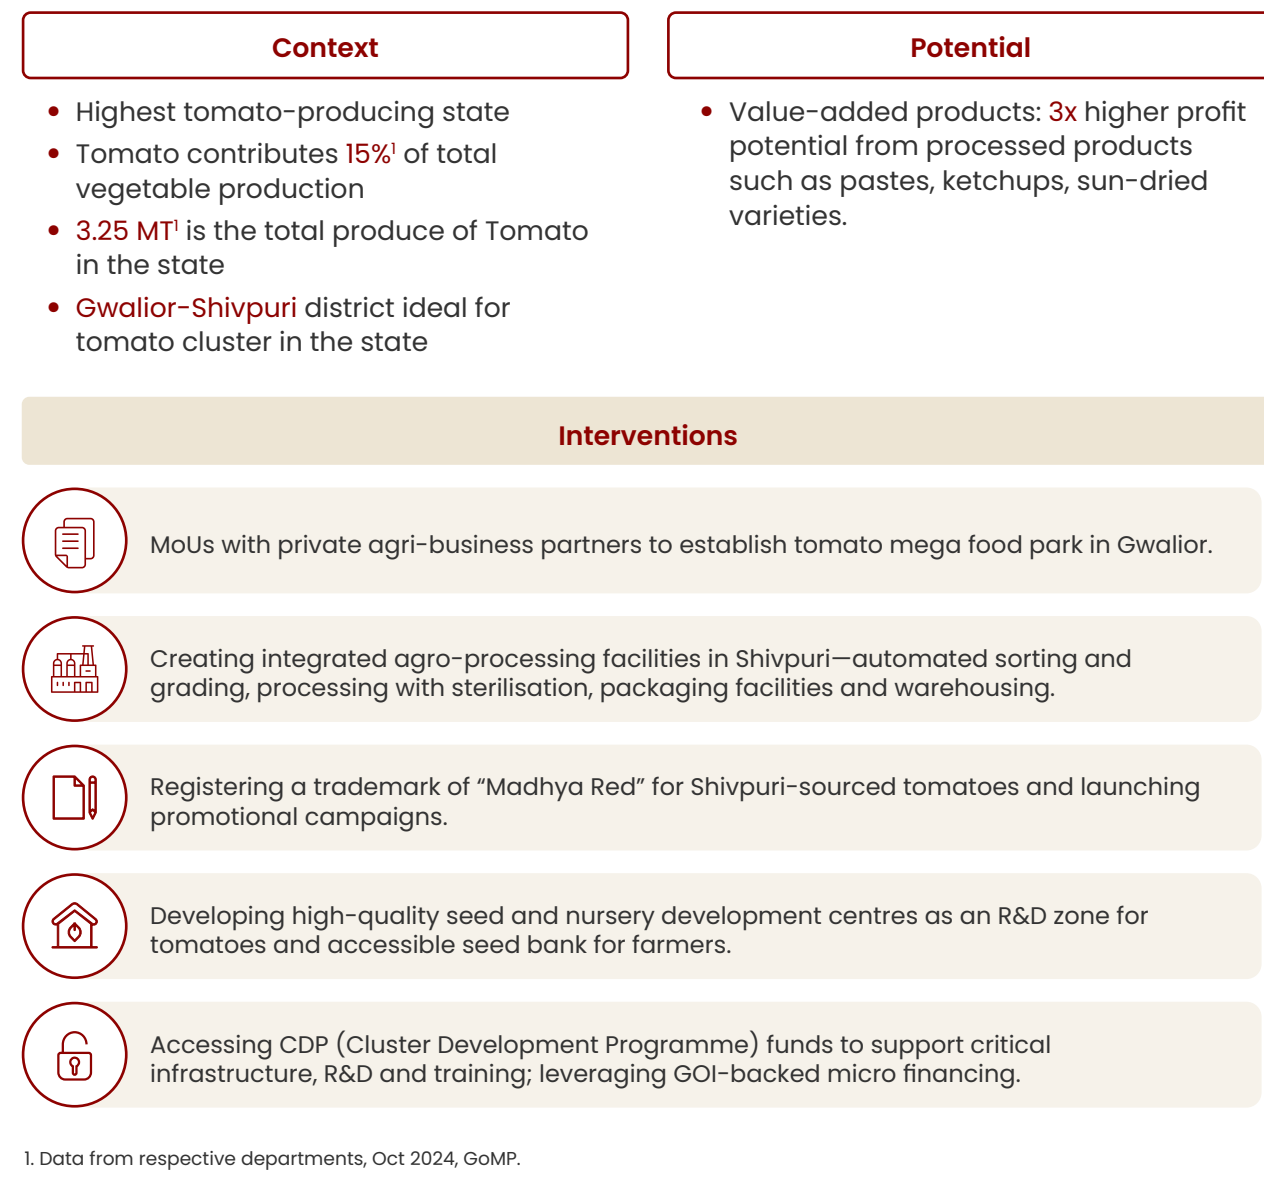 Context
• Highest tomato-producing state
• Tomato contributes 15%¹ of total
vegetable production
• 3.25 MT¹ is the total produce of Tomato
in the state
• Gwalior-Shivpuri district ideal for
tomato cluster in the state
Potential
• Value-added products: 3x higher profit
potential from processed products
such as pastes, ketchups, sun-dried
varieties.
Interventions
MoUs with private agri-business partners to establish tomato mega food park in Gwalior.
Creating integrated agro-processing facilities in Shivpuri—automated sorting and
grading, processing with sterilisation, packaging facilities and warehousing.
Registering a trademark of “Madhya Red” for Shivpuri-sourced tomatoes and launching
promotional campaigns.
Developing high-quality seed and nursery development centres as an R&D zone for
tomatoes and accessible seed bank for farmers.
Accessing CDP (Cluster Development Programme) funds to support critical
infrastructure, R&D and training; leveraging GOI-backed micro financing.
1. Data from respective departments, Oct 2024, GoMP.